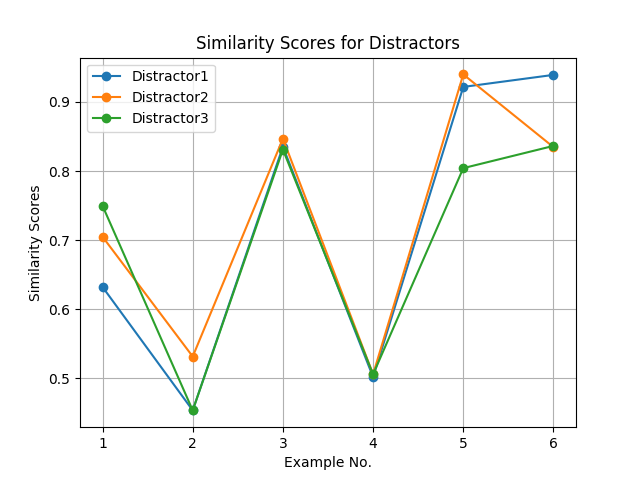 Similarity Scores for Distractors
Distractor1
Distractor2
Distractor3
Similarity Scores
0.9
0.8
0.7
0.6
0.5
1 2 3 4 5 6
Example No.